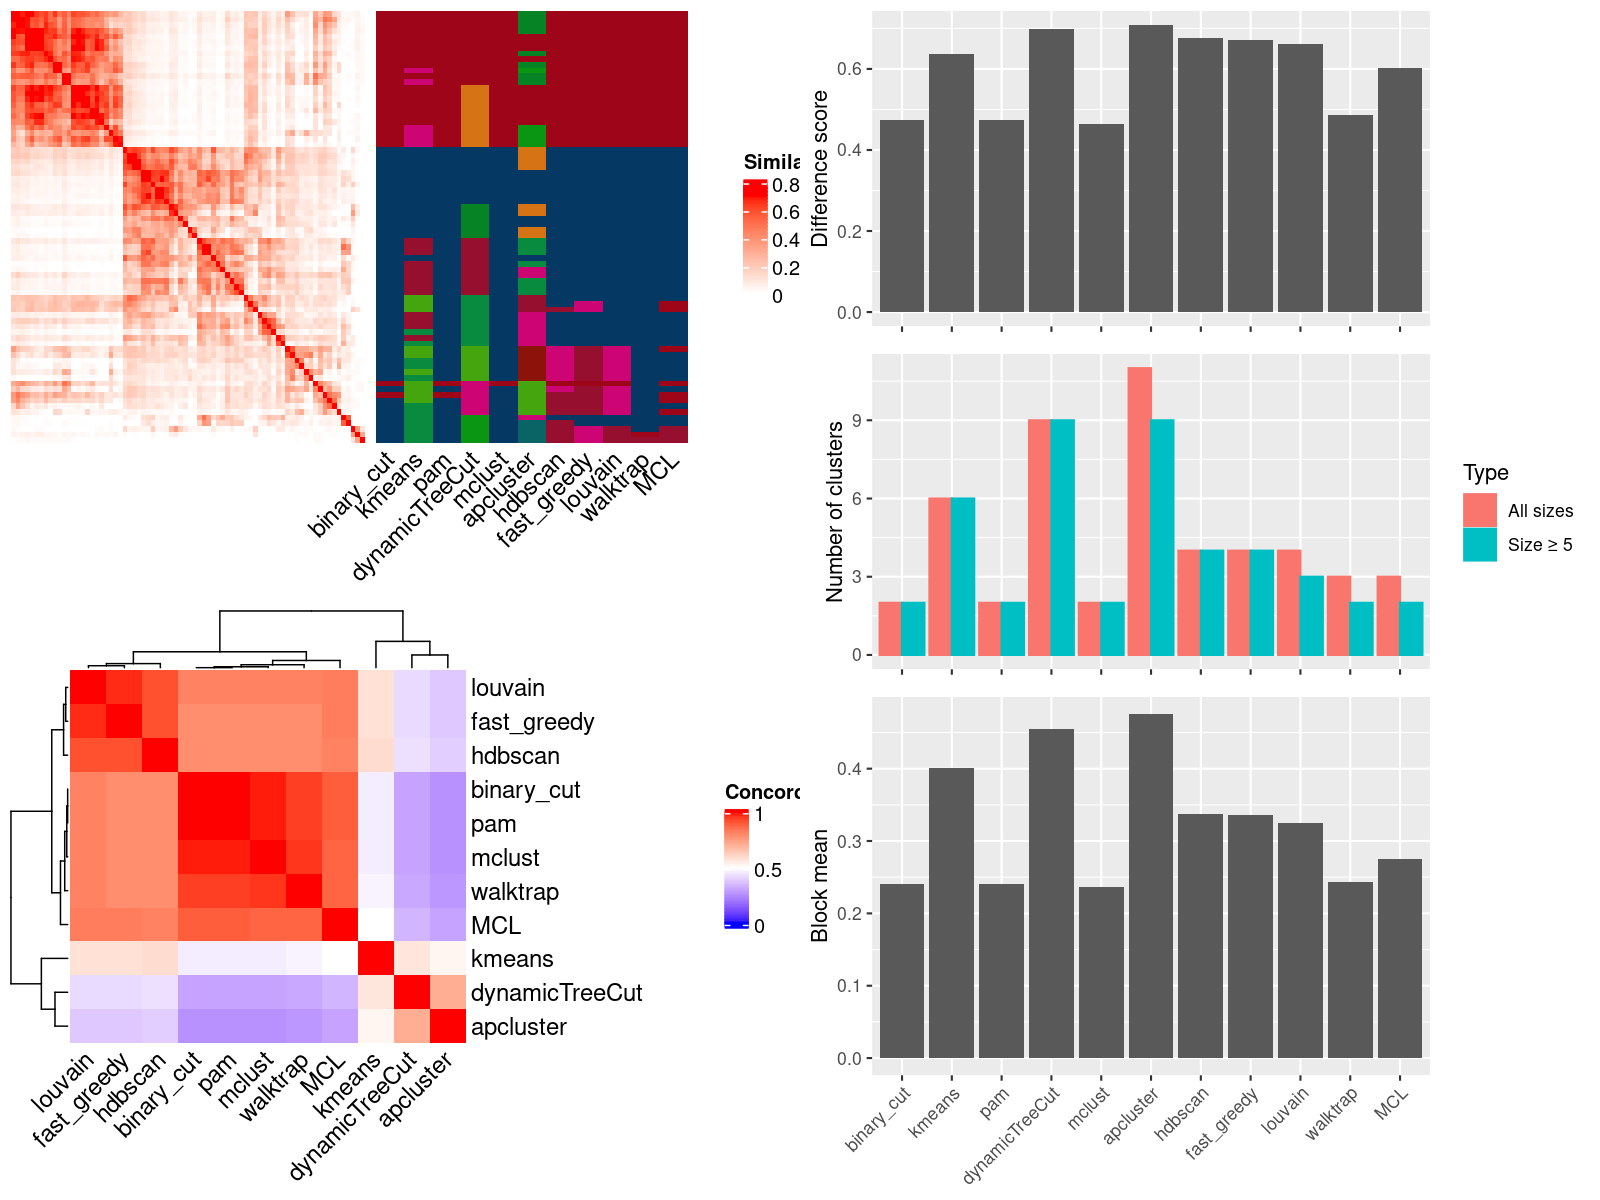 Simila
0.8
0.6
0.4
0.2
0
binary_cut
kmeans
pam
dynamicTreeCut
mclust
apcluster
hdbscan
fast_greedy
louvain
walktrap
MCL
Difference score
0.6
0.4
0.2
0.0
Number of clusters
9
6
3
0
Type
All sizes
Size ≥ 5
louvain
fast_greedy
hdbscan
binary_cut
pam
mclust
walktrap
MCL
kmeans
dynamicTreeCut
apcluster
louvain
fast_greedy
hdbscan
binary_cut
pam
mclust
walktrap
MCL
kmeans
dynamicTreeCut
apcluster
Concord
1
0.5
0
Block mean
0.4
0.3
0.2
0.1
0.0
binary_cut
kmeans
pam
dynamicTreeCut
mclust
apcluster
hdbscan
fast_greedy
louvain
walktrap
MCL